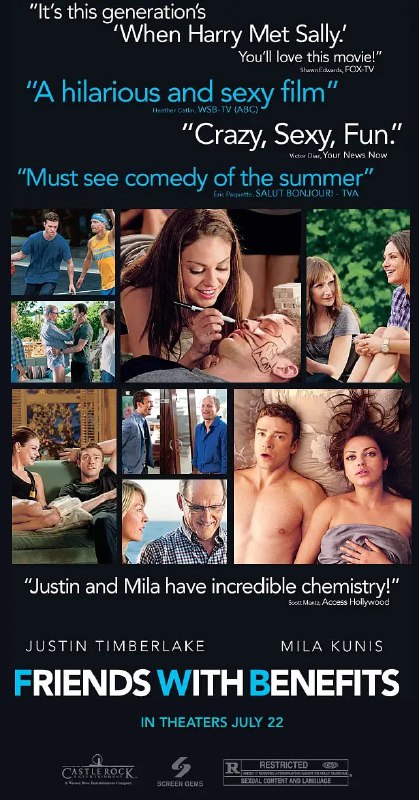 "It's this generation's
'When Harry Met Sally.'
You'll love this movie!"
Shawn Edwards, FOX-TV
"A hilarious and sexy film"
Heather Catlin, WSB-TV (ABC)
"Crazy, Sexy, Fun."
Victor Diaz, Your News Now
"Must see comedy of the summer"
Eric Paquette, SALUT BONJOUR! - TVA
"Justin and Mila have incredible chemistry!"
Scott Mantz, Access Hollywood
JUSTIN TIMBERLAKE MILA KUNIS
FRIENDS WITH BENEFITS
IN THEATERS JULY 22
CASTLE ROCK
ENTERTAINMENT
SCREEN GEMS
R RESTRICTED
SEXUAL CONTENT AND LANGUAGE